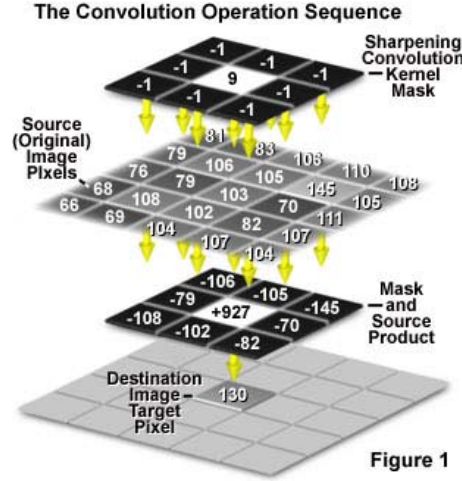 The Convolution Operation Sequence
Sharpening
Convolution
Kernel
Mask
-1
-1
-1
-1
9
-1
-1
-1
-1
Source
(Original)
Image
Pixels
81
83
106
110
108
79
106
105
145
105
76
79
103
70
111
68
108
102
82
107
66
69
104
107
104
Mask
and
Source
Product
-106
-105
-145
-79
+927
-70
-108
-102
-82
Destination
Image
Target
Pixel
130
Figure 1